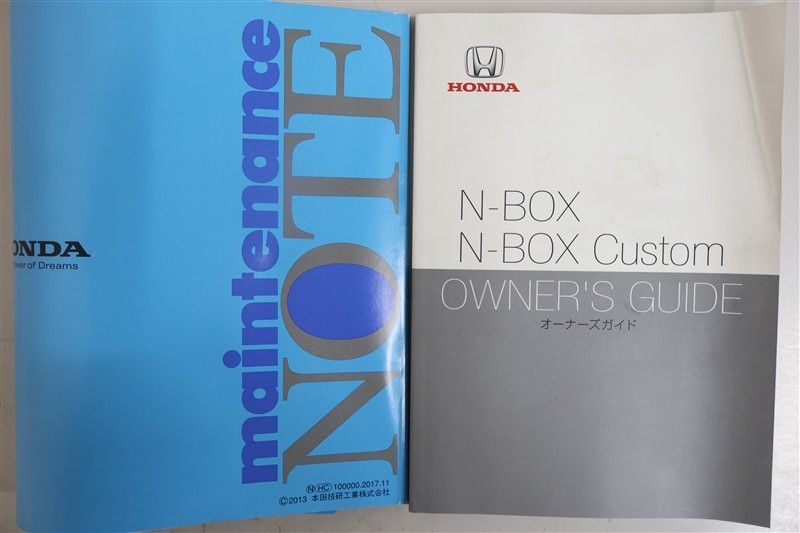 maintenance
NOTE
ONDA
ower of Dreams
Ⓝ HC 100000.2017.11
©2013 本田技研工業株式会社
HONDA
N-BOX
N-BOX Custom
OWNER'S GUIDE
オーナーズガイド